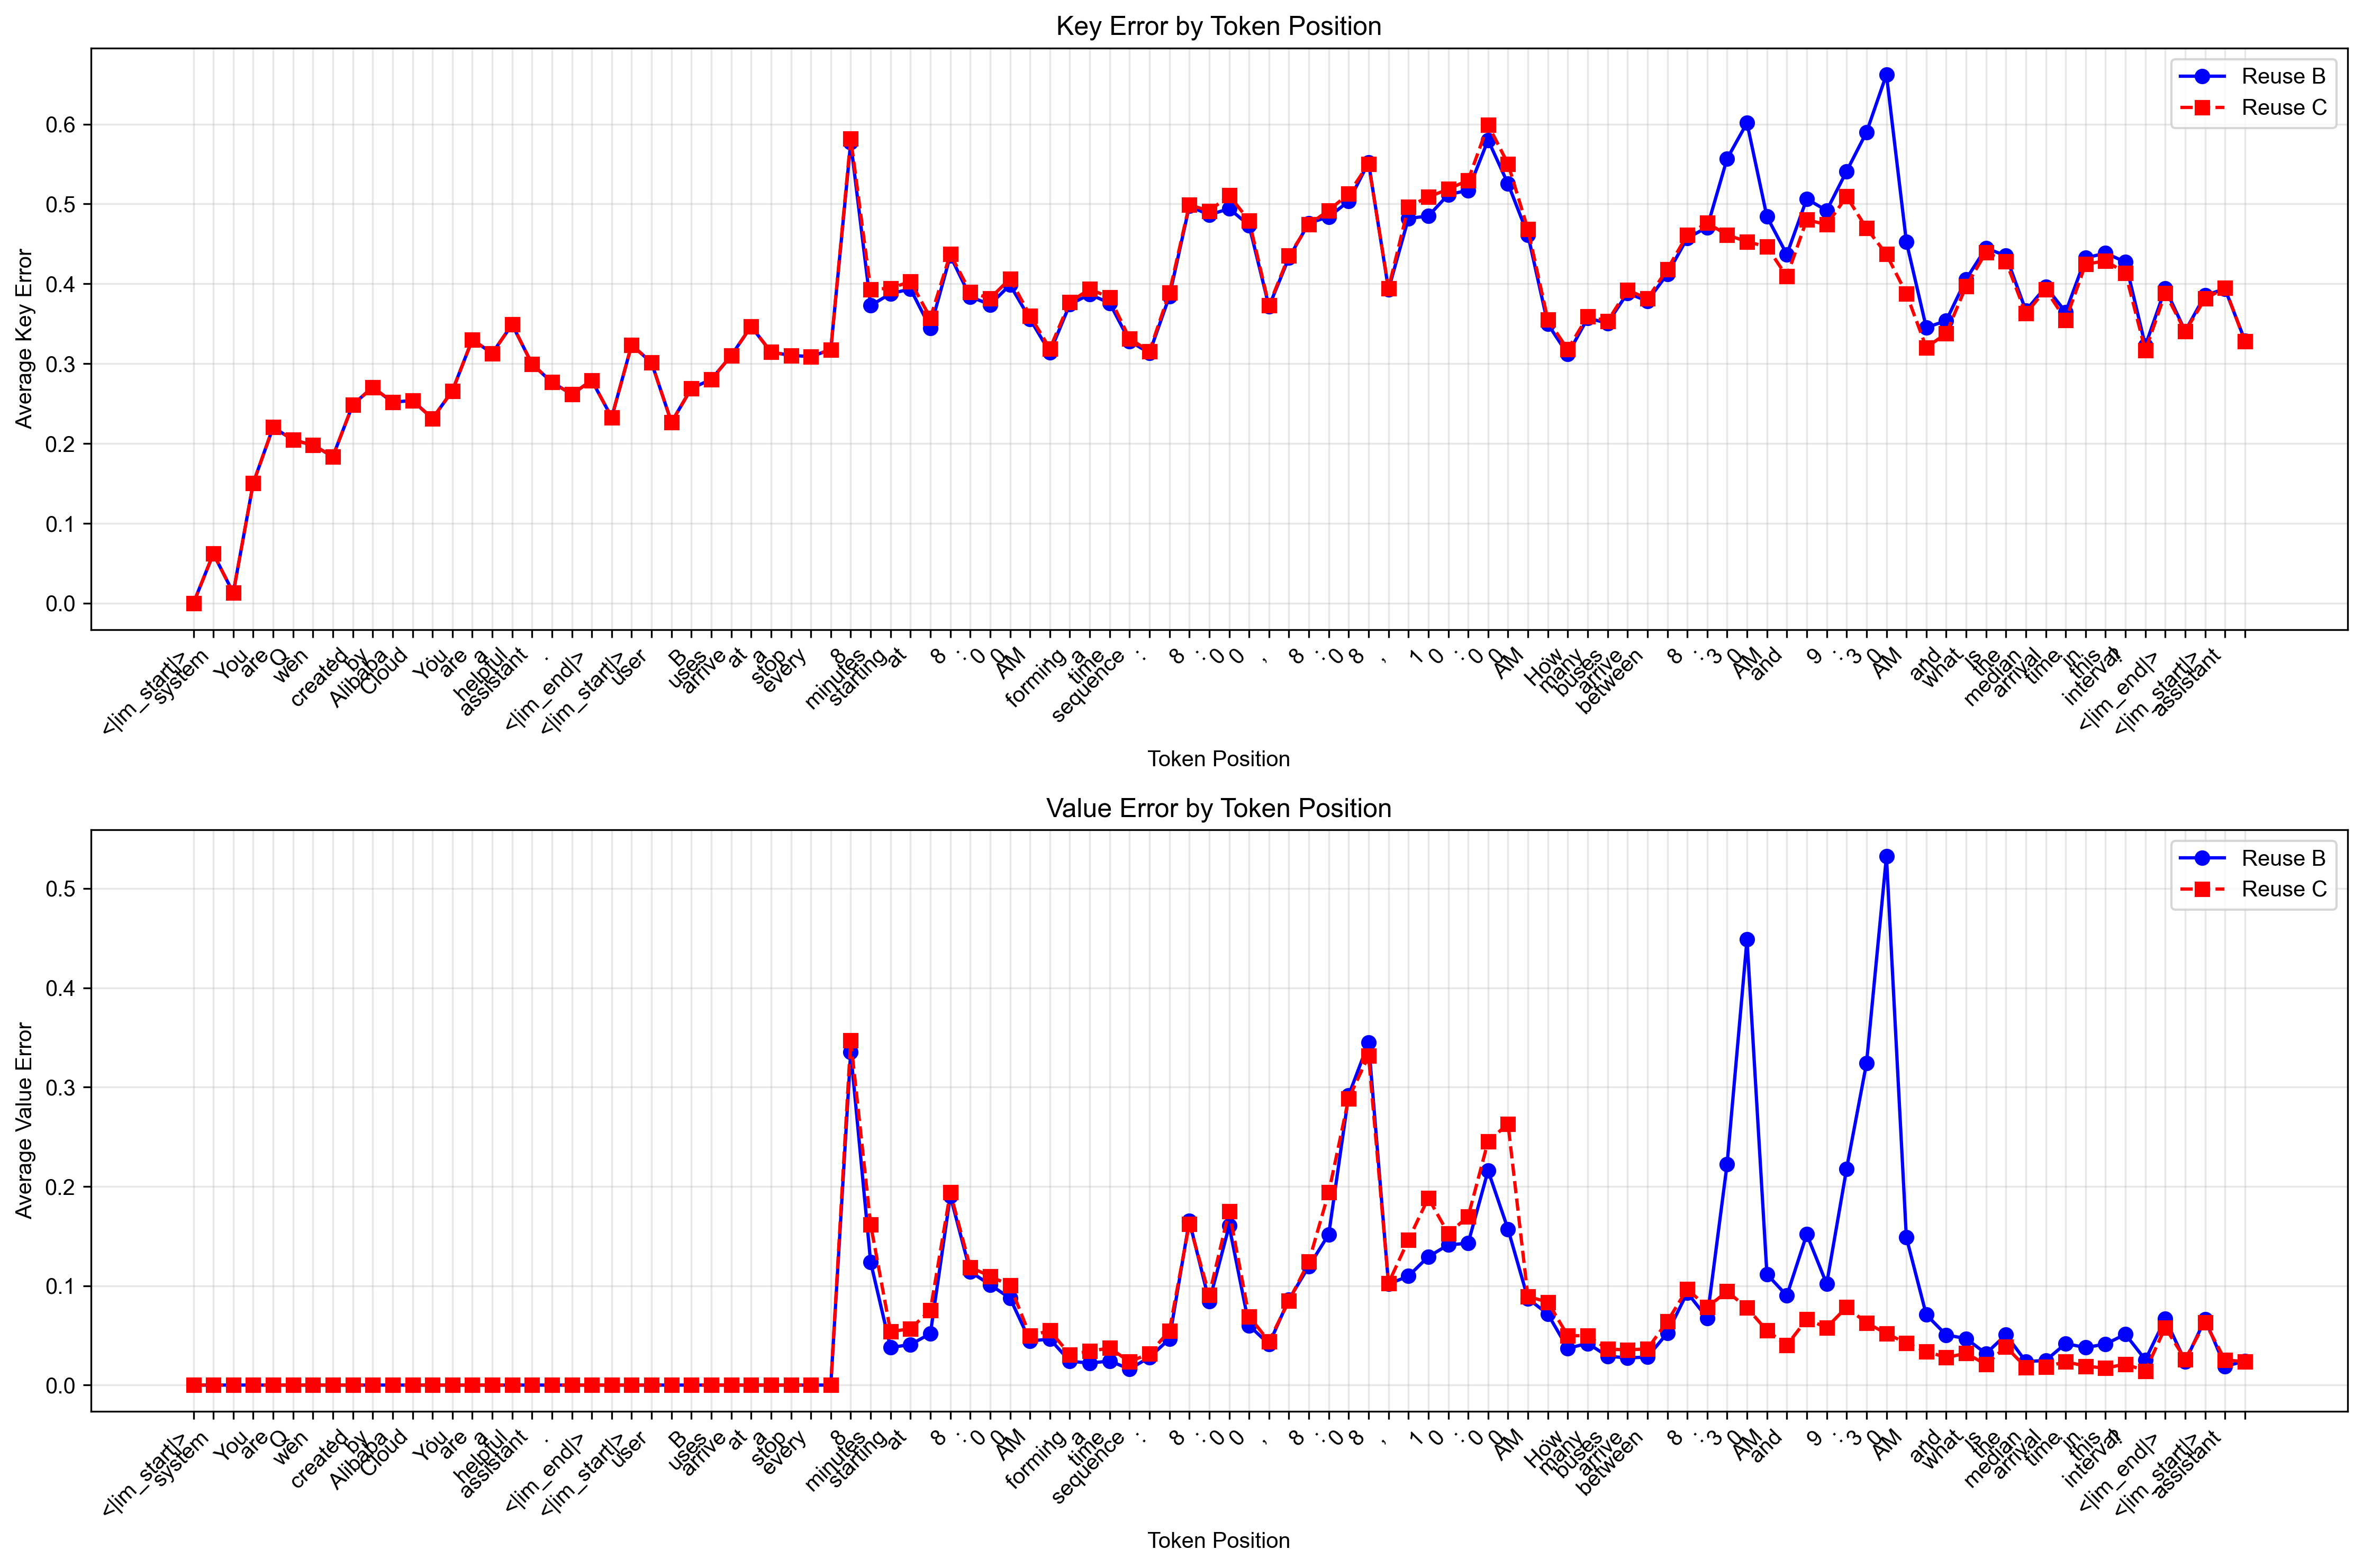 Key Error by Token Position
Average Key Error
0.6
0.5
0.4
0.3
0.2
0.1
0.0
Reuse B
Reuse C
<|im_start|> system You are Q wen created by Alibaba Cloud You are a helpful assistant . <|im_end|> <|im_start|> user B uses arrive at a stop every 8 minutes starting at 8 : 0 0 AM forming a time sequence : 8 : 0 0 , 8 : 0 8 , 1 0 : 0 0 AM How many buses arrive between 8 : 3 0 AM and 9 : 3 0 AM and what is the median arrival time in this interval ? <|im_end|> <|im_start|> assistant
Token Position
Value Error by Token Position
Average Value Error
0.5
0.4
0.3
0.2
0.1
0.0
Reuse B
Reuse C
<|im_start|> system You are Q wen created by Alibaba Cloud You are a helpful assistant . <|im_end|> <|im_start|> user B uses arrive at a stop every 8 minutes starting at 8 : 0 0 AM forming a time sequence : 8 : 0 0 , 8 : 0 8 , 1 0 : 0 0 AM How many buses arrive between 8 : 3 0 AM and 9 : 3 0 AM and what is the median arrival time in this interval ? <|im_end|> <|im_start|> assistant
Token Position